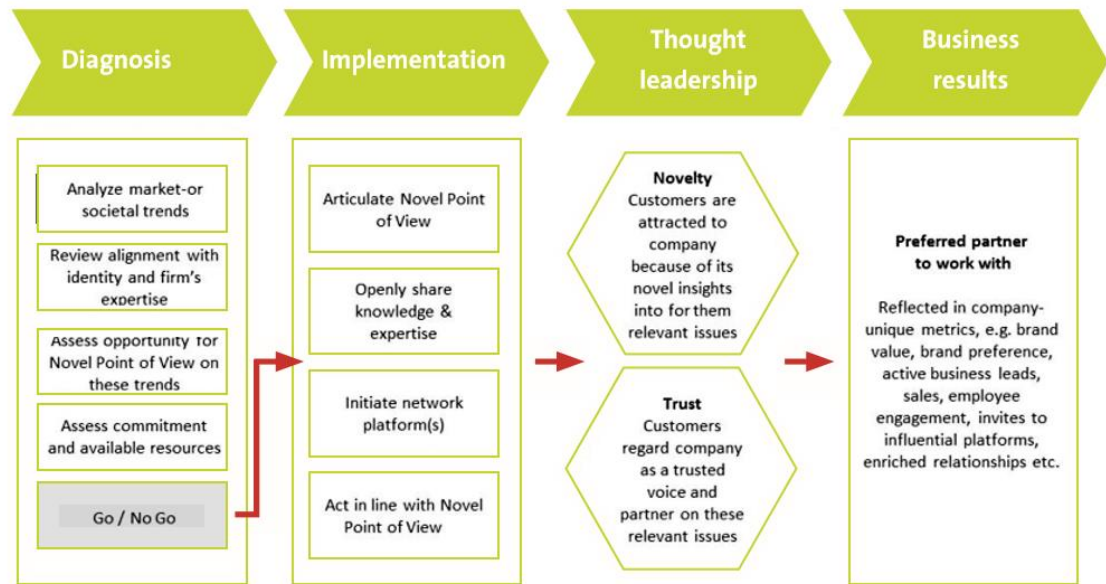 Diagnosis
Implementation
Thought
leadership
Business
results
Analyze market-or
societal trends
Review alignment with
identity and firm's
expertise
Assess opportunity for
Novel Point of View on
these trends
Assess commitment
and available resources
Go / No Go
Articulate Novel Point
of View
Openly share
knowledge &
expertise
Initiate network
platform(s)
Act in line with Novel
Point of View
Novelty
Customers are
attracted to
company
because of its
novel insights
into for them
relevant issues
Trust
Customers
regard company
as a trusted
voice and
partner on these
relevant issues
Preferred partner
to work with
Reflected in company-
unique metrics, e.g. brand
value, brand preference,
active business leads,
sales, employee
engagement, invites to
influential platforms,
enriched relationships etc.